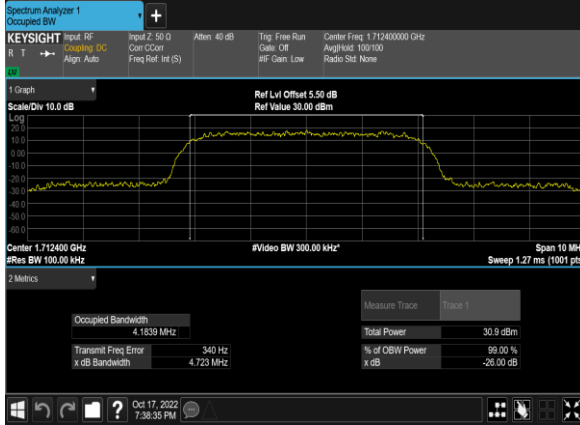 Spectrum Analyzer 1
Occupied BW
+
KEYSIGHT
R T
Input: RF
Coupling: DC
Align: Auto
Input Z: 50 Ω
Corr CCorr
Freq Ref: Int (S)
Atten: 40 dB
Trig: Free Run
Gate: Off
#IF Gain: Low
Center Freq: 1.712400000 GHz
Avg|Hold: 100/100
Radio Std: None
1 Graph
Scale/Div 10.0 dB
Ref Lvl Offset 5.50 dB
Ref Value 30.00 dBm
Log
20.0
10.0
0.00
-10.0
-20.0
-30.0
-40.0
-50.0
-60.0
Center 1.712400 GHz
#Video BW 300.00 kHz*
Span 10 MH
#Res BW 100.00 kHz
Sweep 1.27 ms (1001 pts
2 Metrics
Measure Trace
Trace 1
Occupied Bandwidth
4.1839 MHz
Total Power
30.9 dBm
Transmit Freq Error
340 Hz
% of OBW Power
99.00 %
x dB Bandwidth
4.723 MHz
x dB
-26.00 dB
?
Oct 17, 2022
7:38:35 PM